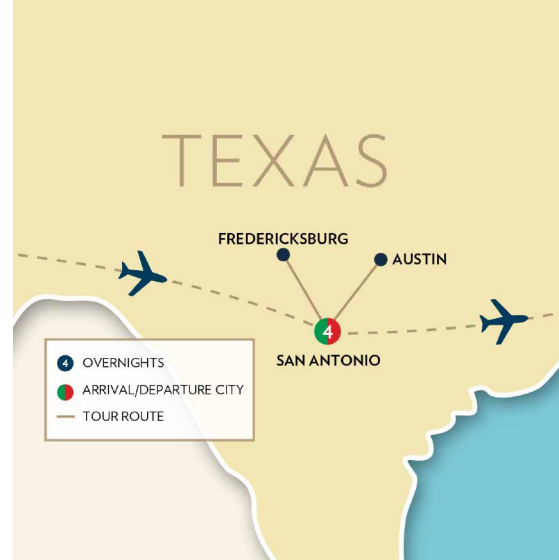 TEXAS
FREDERICKSBURG
AUSTIN
4
SAN ANTONIO
4 OVERNIGHTS
ARRIVAL/DEPARTURE CITY
TOUR ROUTE